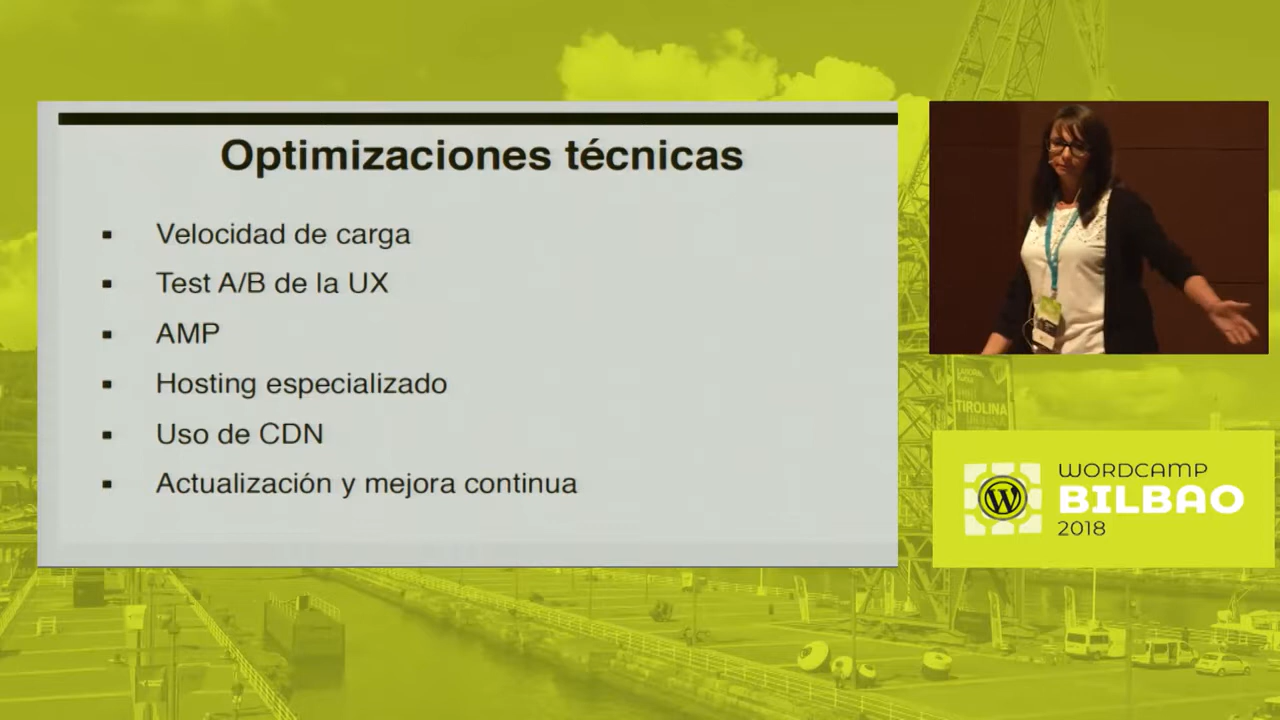 Optimizaciones técnicas
Velocidad de carga
Test A/B de la UX
AMP
Hosting especializado
Uso de CDN
Actualización y mejora continua
TIROLINA
WORDCAMP
BILBAO
2018